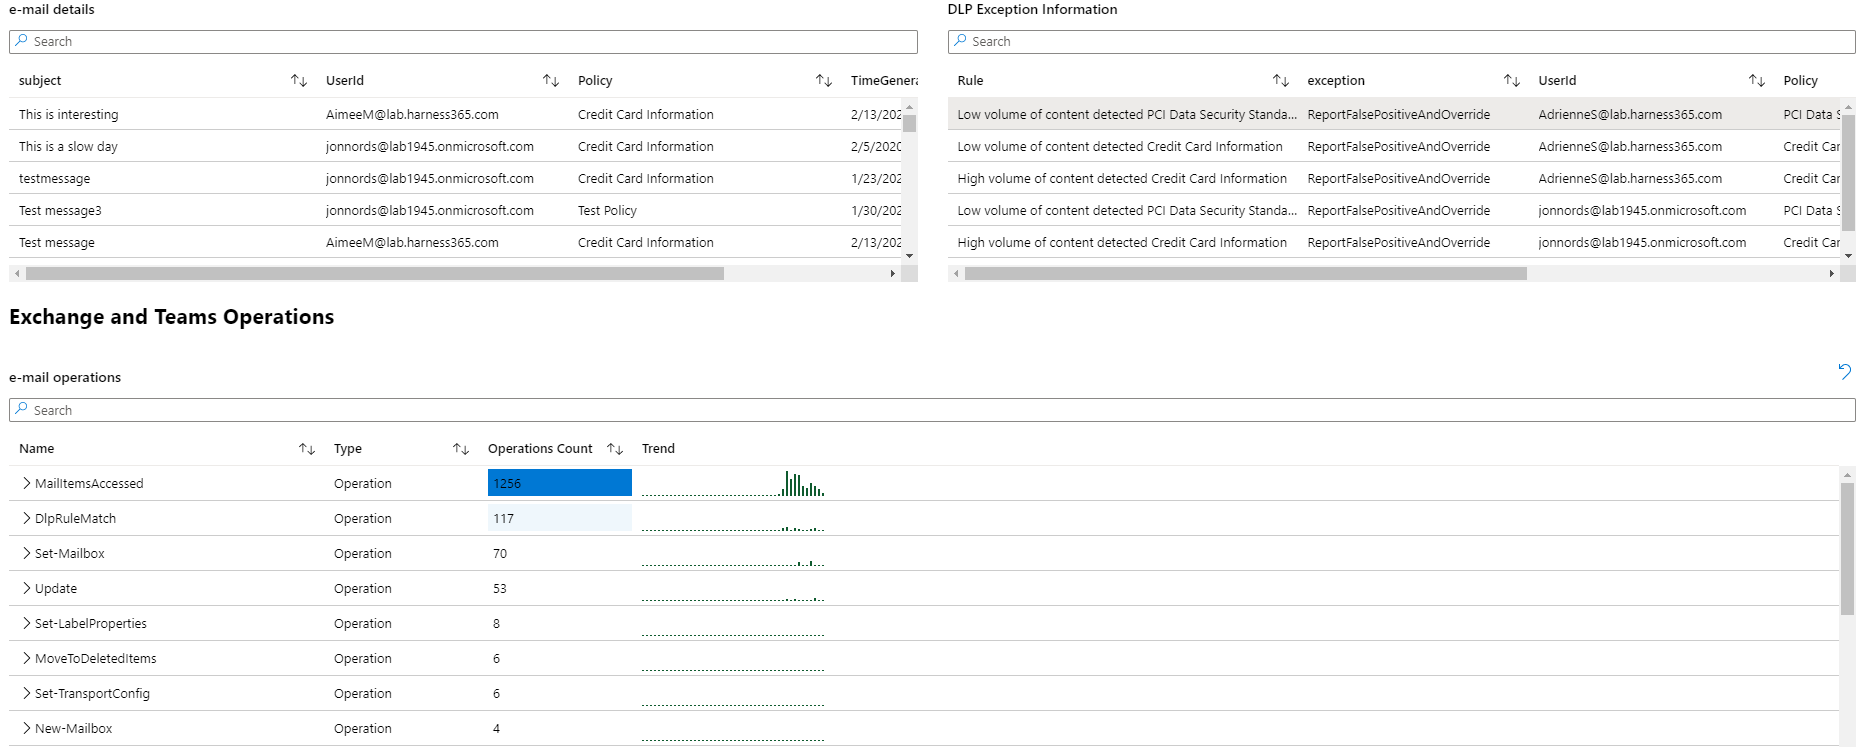 e-mail details
Search
subject UserId Policy TimeGenera
This is interesting AimeeM@lab.harness365.com Credit Card Information 2/13/202
This is a slow day jonnords@lab1945.onmicrosoft.com Credit Card Information 2/5/2020
testmessage jonnords@lab1945.onmicrosoft.com Credit Card Information 1/23/202
Test message3 jonnords@lab1945.onmicrosoft.com Test Policy 1/30/202
Test message AimeeM@lab.harness365.com Credit Card Information 2/13/202
DLP Exception Information
Search
Rule exception UserId Policy
Low volume of content detected PCI Data Security Standa... ReportFalsePositiveAndOverride AdrienneS@lab.harness365.com PCI Data S
Low volume of content detected Credit Card Information ReportFalsePositiveAndOverride AdrienneS@lab.harness365.com Credit Car
High volume of content detected Credit Card Information ReportFalsePositiveAndOverride AdrienneS@lab.harness365.com Credit Car
Low volume of content detected PCI Data Security Standa... ReportFalsePositiveAndOverride jonnords@lab1945.onmicrosoft.com PCI Data S
High volume of content detected Credit Card Information ReportFalsePositiveAndOverride jonnords@lab1945.onmicrosoft.com Credit Car
Exchange and Teams Operations
e-mail operations
Search
Name Type Operations Count Trend
MailItemsAccessed Operation 1256
DlpRuleMatch Operation 117
Set-Mailbox Operation 70
Update Operation 53
Set-LabelProperties Operation 8
MoveToDeletedItems Operation 6
Set-TransportConfig Operation 6
New-Mailbox Operation 4